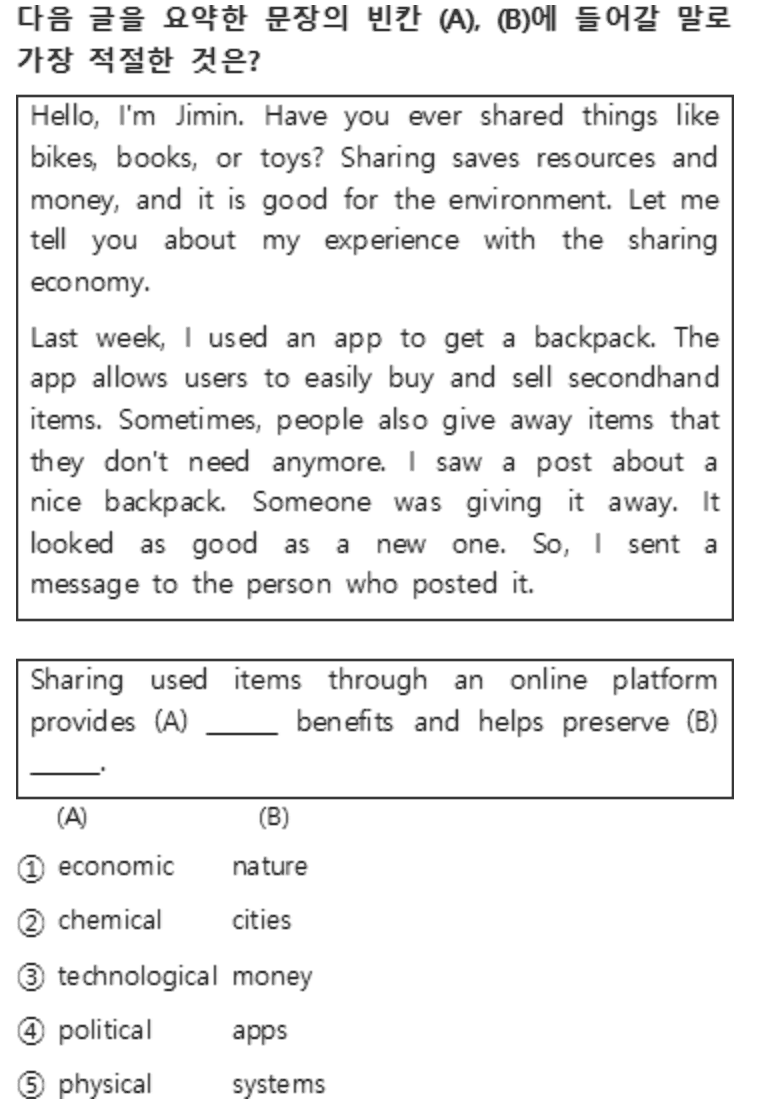 다음 글을 요약한 문장의 빈칸 (A), (B)에 들어갈 말로
가장 적절한 것은?
Hello, I'm Jimin. Have you ever shared things like
bikes, books, or toys? Sharing saves resources and
money, and it is good for the environment. Let me
tell you about my experience with the sharing
economy.
Last week, I used an app to get a backpack. The
app allows users to easily buy and sell secondhand
items. Sometimes, people also give away items that
they don't need anymore. I saw a post about a
nice backpack. Someone was giving it away. It
looked as good as a new one. So, I sent a
message to the person who posted it.
Sharing used items through an online platform
provides (A) _____ benefits and helps preserve (B)
_____.
(A) (B)
① economic nature
② chemical cities
③ technological money
④ political apps
⑤ physical systems